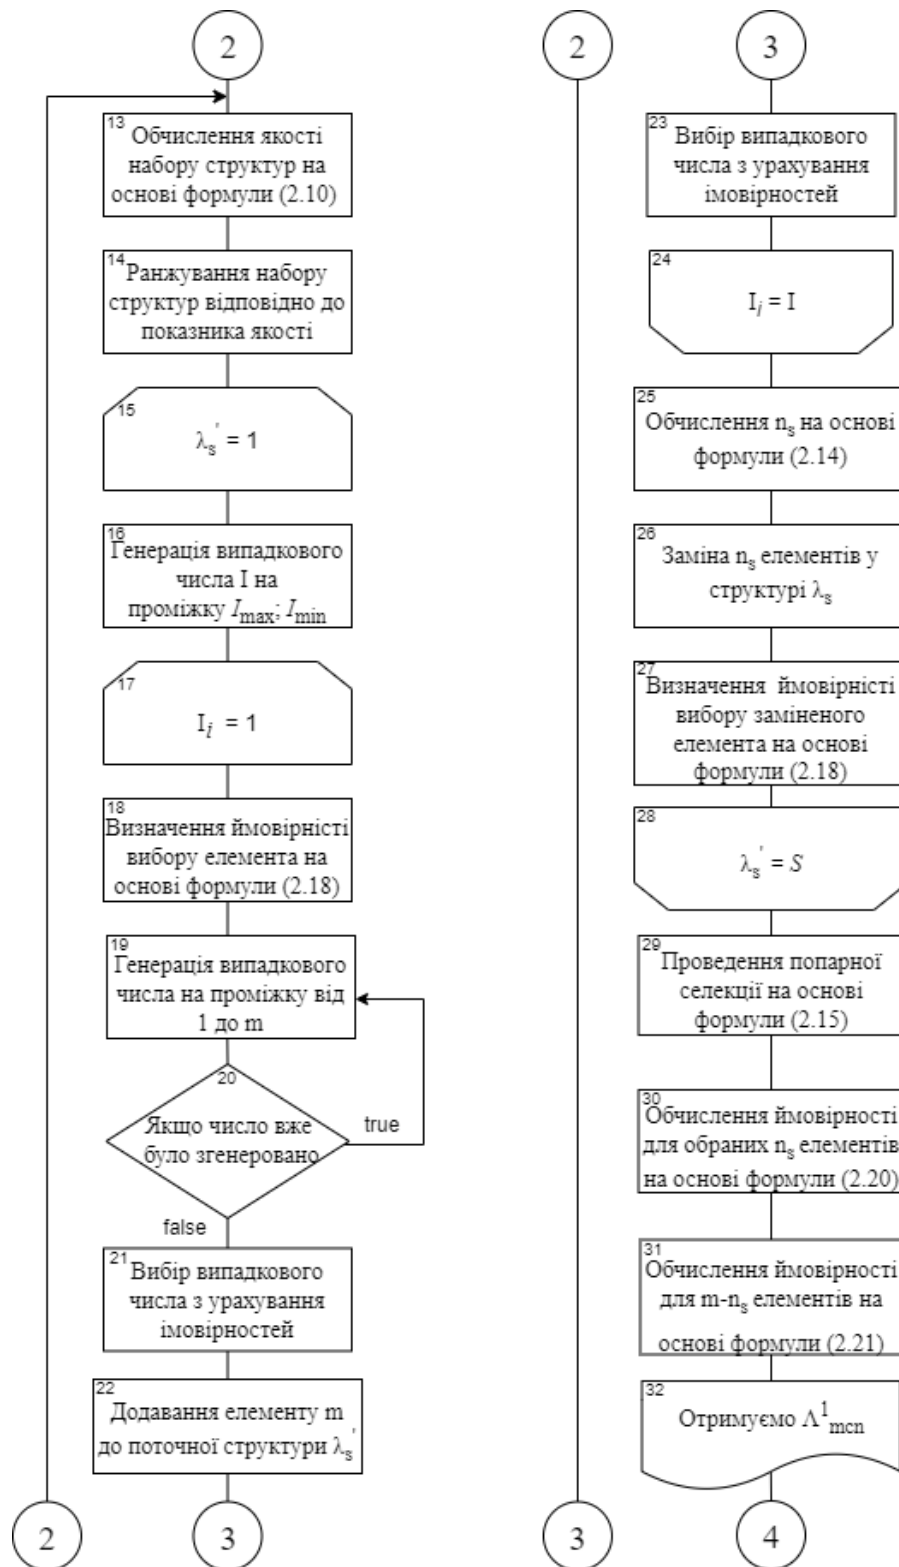 2
13
Обчислення якості
набору структур на
основі формули (2.10)
14
Ранжування набору
структур відповідно до
показника якості
15
λₛ' = 1
16
Генерація випадкового
числа I на
проміжку Imax; Imin
17
Iᵢ = 1
18
Визначення ймовірністі
вибору елемента на
основі формули (2.18)
19
Генерація випадкового
числа на проміжку від
1 до m
20
Якщо число вже
було згенеровано
true
false
21
Вибір випадкового
числа з урахування
імовірностей
22
Додавання елементу m
до поточної структури λₛ'
2
3
2
3
3
23
Вибір випадкового
числа з урахування
імовірностей
24
Iᵢ = I
25
Обчислення nₛ на основі
формули (2.14)
26
Заміна nₛ елементів у
структурі λₛ
27
Визначення ймовірністі
вибору заміненого
елемента на основі
формули (2.18)
28
λₛ' = S
29
Проведення попарної
селекції на основі
формули (2.15)
30
Обчислення ймовірності
для обраних nₛ елементів
на основі формули (2.20)
31
Обчислення ймовірності
для m-nₛ елементів на
основі формули (2.21)
32
Отримуємо Λ¹mcn
4